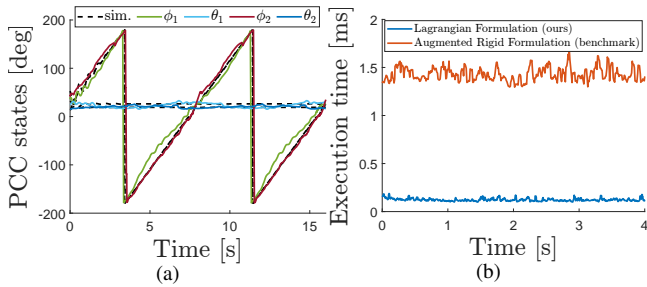 sim. ϕ₁ θ₁ ϕ₂ θ₂
PCC states [deg]
200
100
0
-100
-200
0 5 10 15
Time [s]
(a)
Lagrangian Formulation (ours)
Augmented Rigid Formulation (benchmark)
Execution time [ms]
2
1.5
1
0.5
0
0 1 2 3 4
Time [s]
(b)